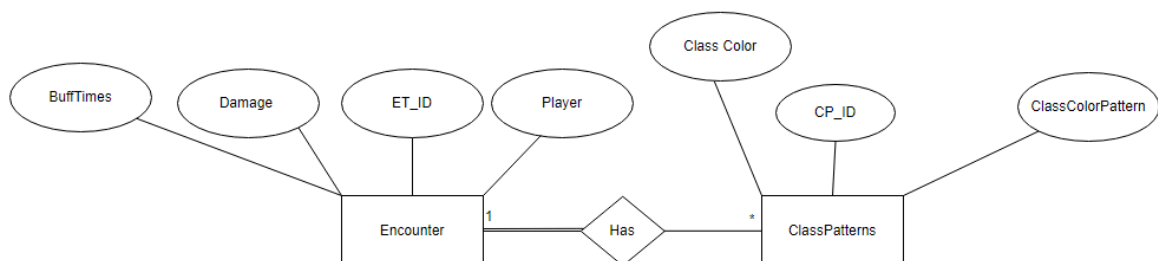 Class Color
BuffTimes
Damage
ET_ID
Player
CP_ID
ClassColorPattern
Encounter
1
Has
*
ClassPatterns